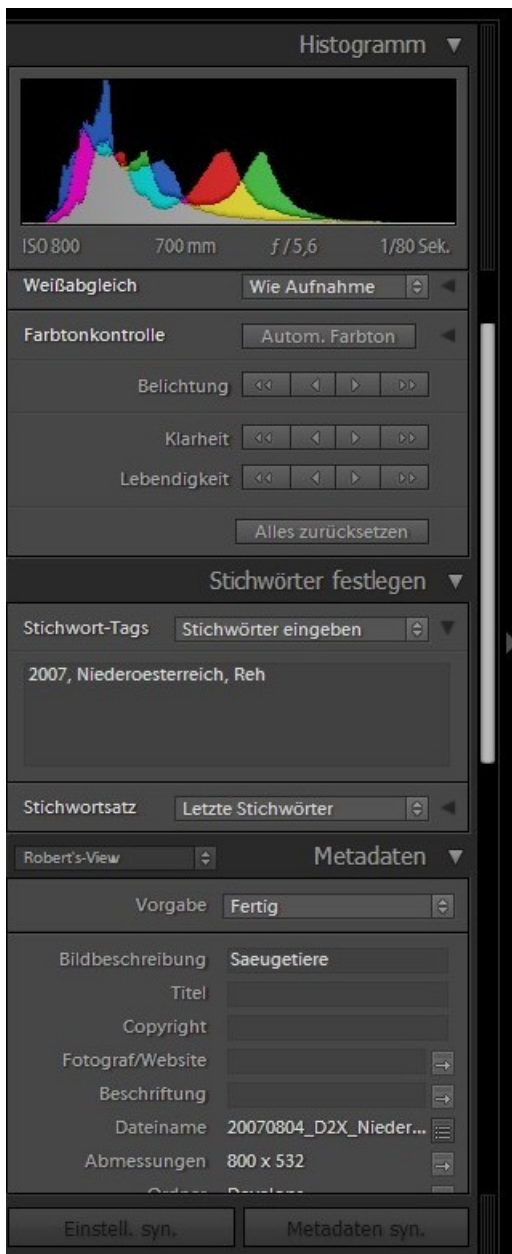 Histogramm
ISO 800 700 mm ƒ/5,6 1/80 Sek.
Weißabgleich Wie Aufnahme
Farbtonkontrolle Autom. Farbton
Belichtung
Klarheit
Lebendigkeit
Alles zurücksetzen
Stichwörter festlegen
Stichwort-Tags Stichwörter eingeben
2007, Niederoesterreich, Reh
Stichwortsatz Letzte Stichwörter
Robert's-View Metadaten
Vorgabe Fertig
Bildbeschreibung Saeugetiere
Titel
Copyright
Fotograf/Website
Beschriftung
Dateiname 20070804_D2X_Nieder...
Abmessungen 800 x 532
Einstell. syn. Metadaten syn.